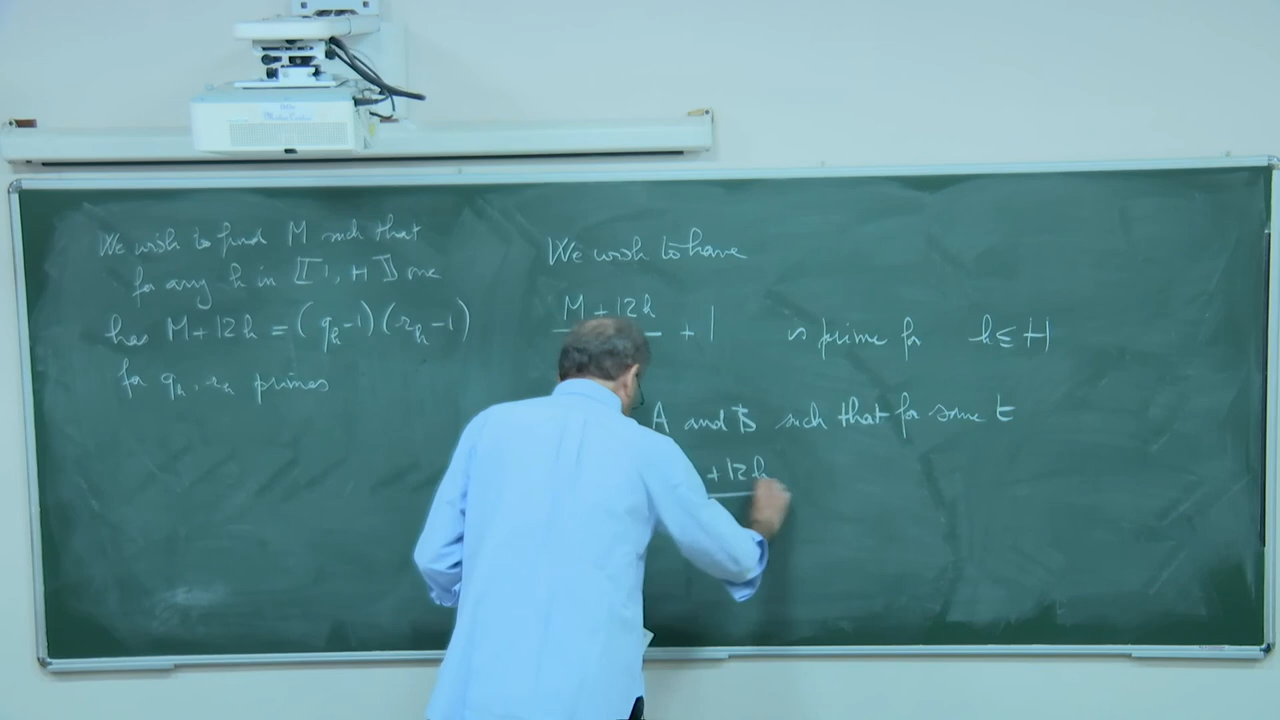 We wish to find M such that
for any h in ⟦1, H⟧ one
has M+12h = (q_h-1)(r_h-1)
for q_h, r_h primes
We wish to have
M+12h
+ 1 is prime for h ≤ H
A and B such that for some t
+12h